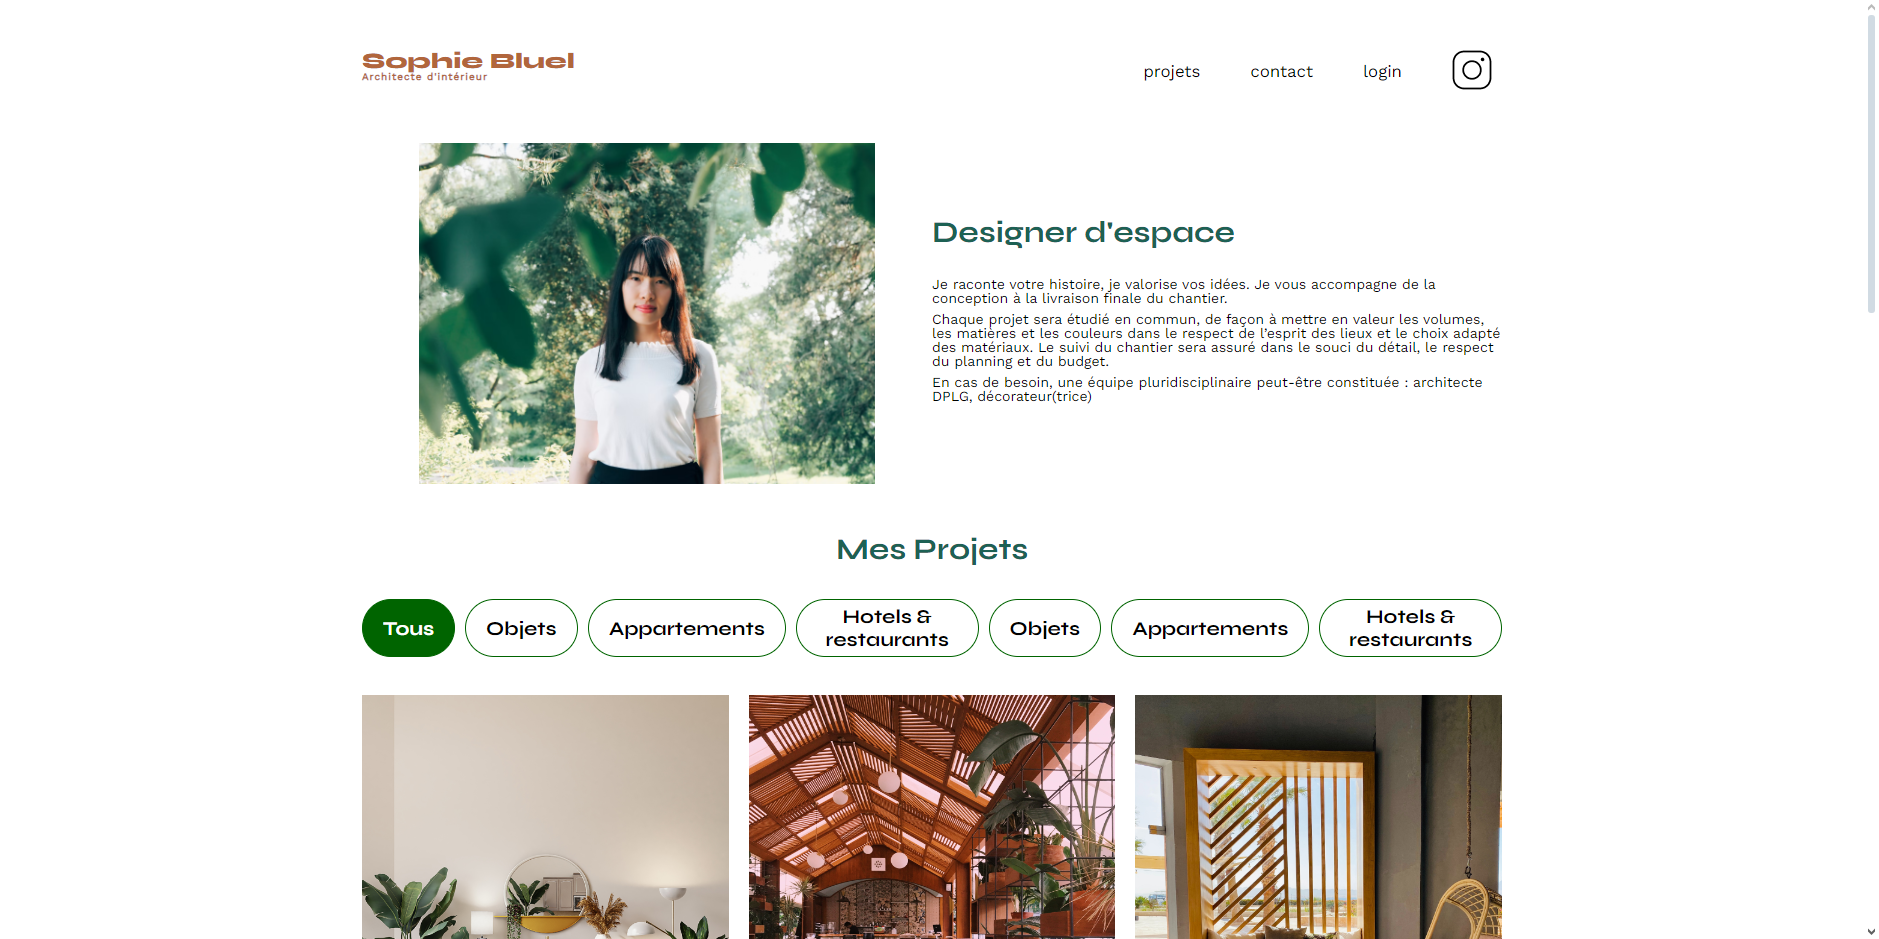 Sophie Bluel
Architecte d'intérieur
projets
contact
login
Designer d'espace
Je raconte votre histoire, je valorise vos idées. Je vous accompagne de la
conception à la livraison finale du chantier.
Chaque projet sera étudié en commun, de façon à mettre en valeur les volumes,
les matières et les couleurs dans le respect de l’esprit des lieux et le choix adapté
des matériaux. Le suivi du chantier sera assuré dans le souci du détail, le respect
du planning et du budget.
En cas de besoin, une équipe pluridisciplinaire peut-être constituée : architecte
DPLG, décorateur(trice)
Mes Projets
Tous
Objets
Appartements
Hotels &
restaurants
Objets
Appartements
Hotels &
restaurants